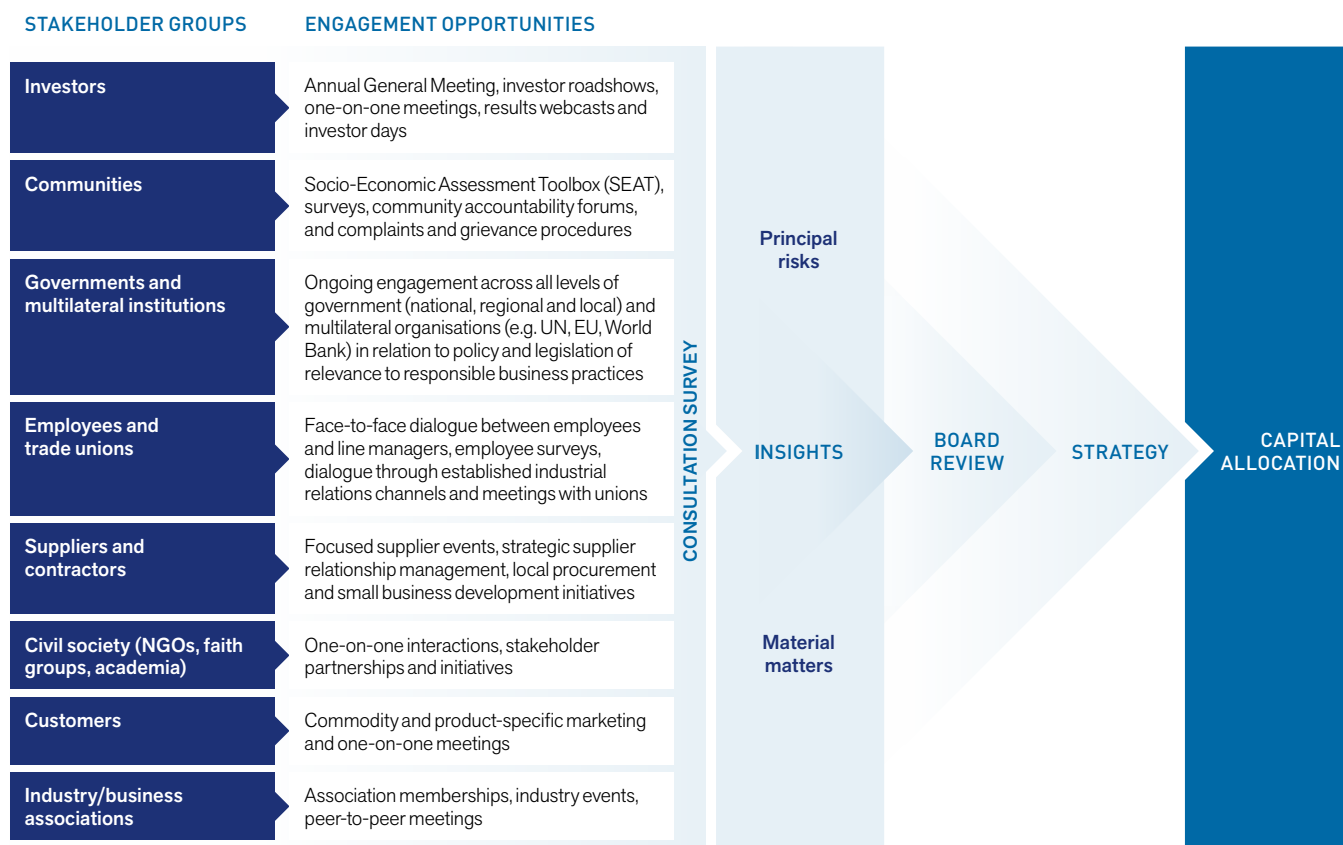 STAKEHOLDER GROUPS
ENGAGEMENT OPPORTUNITIES
Investors
Annual General Meeting, investor roadshows,
one-on-one meetings, results webcasts and
investor days
Communities
Socio-Economic Assessment Toolbox (SEAT),
surveys, community accountability forums,
and complaints and grievance procedures
Governments and
multilateral institutions
Ongoing engagement across all levels of
government (national, regional and local) and
multilateral organisations (e.g. UN, EU, World
Bank) in relation to policy and legislation of
relevance to responsible business practices
Employees and
trade unions
Face-to-face dialogue between employees
and line managers, employee surveys,
dialogue through established industrial
relations channels and meetings with unions
Suppliers and
contractors
Focused supplier events, strategic supplier
relationship management, local procurement
and small business development initiatives
Civil society (NGOs, faith
groups, academia)
One-on-one interactions, stakeholder
partnerships and initiatives
Customers
Commodity and product-specific marketing
and one-on-one meetings
Industry/business
associations
Association memberships, industry events,
peer-to-peer meetings
CONSULTATION SURVEY
Principal
risks
INSIGHTS
Material
matters
BOARD
REVIEW
STRATEGY
CAPITAL
ALLOCATION